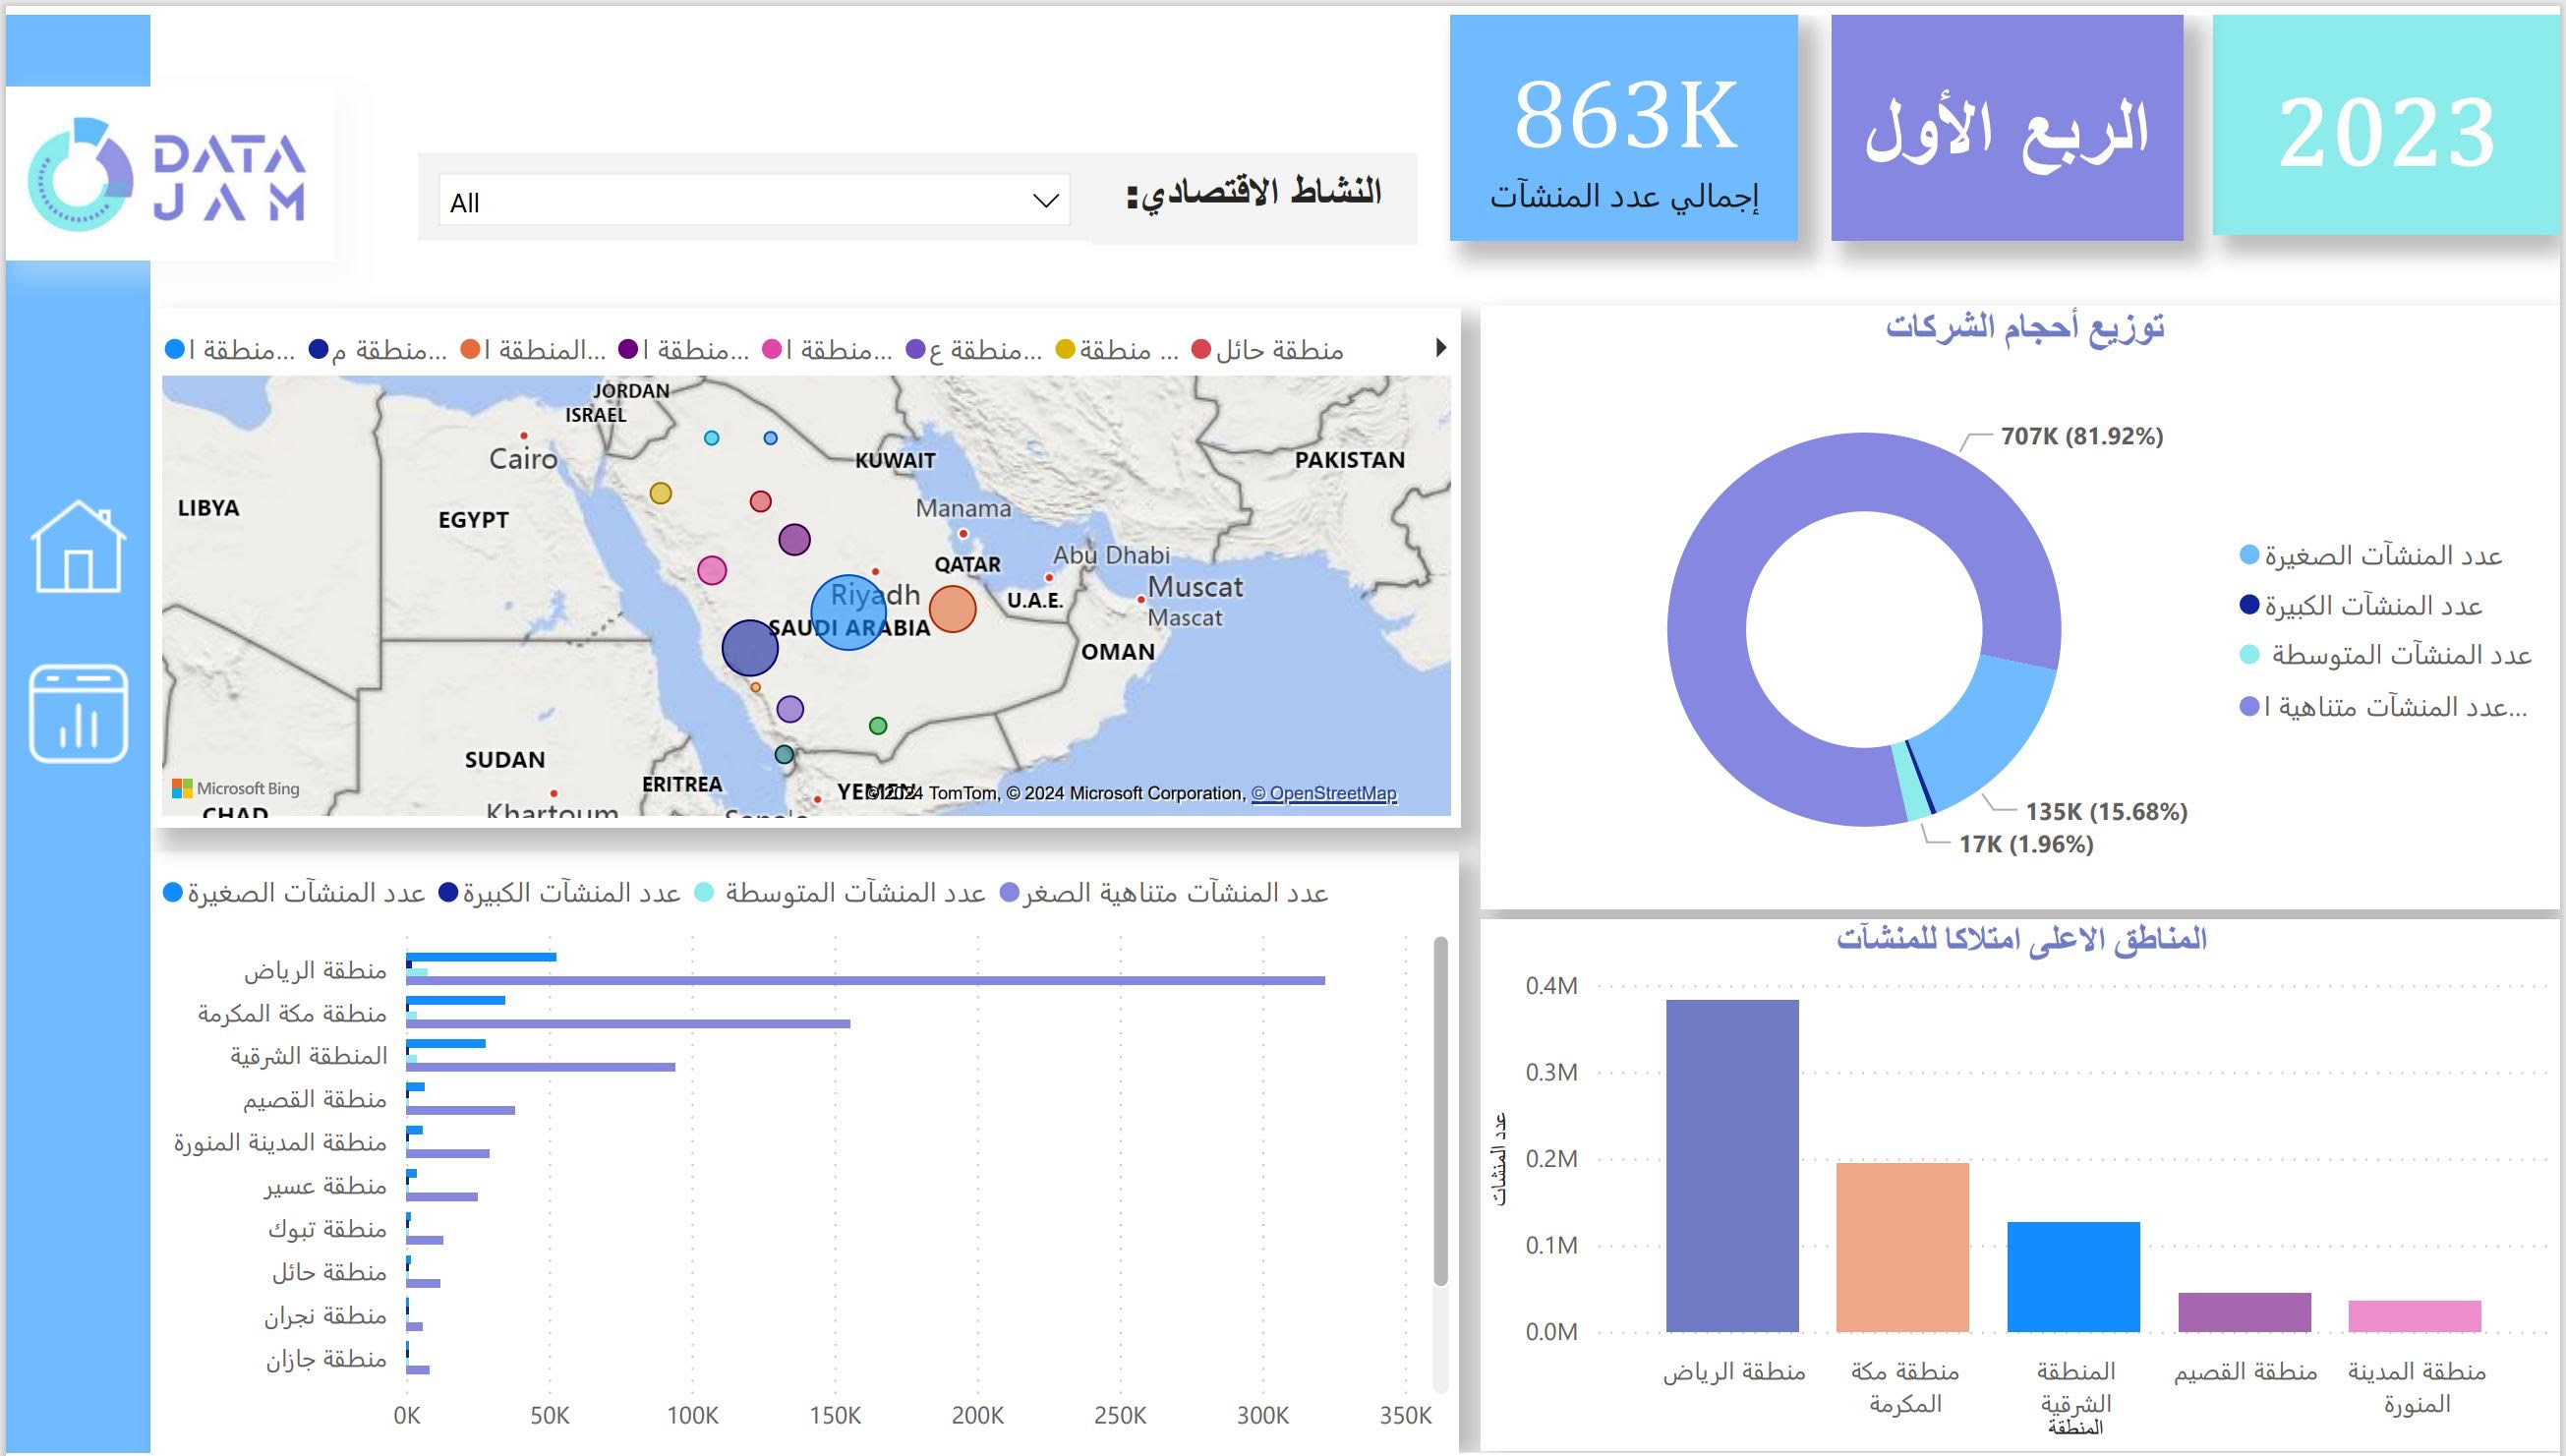 DATA
JAM
All
النشاط الاقتصادي:
863K
إجمالي عدد المنشآت
الربع الأول
2023
منطقة ا...
منطقة م...
المنطقة ا...
منطقة ا...
منطقة ا...
منطقة ع...
منطقة ...
منطقة حائل
JORDAN
ISRAEL
Cairo
KUWAIT
PAKISTAN
LIBYA
EGYPT
Manama
QATAR
Abu Dhabi
Riyadh
U.A.E.
Muscat
Mascat
SAUDI ARABIA
OMAN
SUDAN
ERITREA
YEMEN
Microsoft Bing
© 2024 TomTom, © 2024 Microsoft Corporation, © OpenStreetMap
CHAD
Khartoum
توزيع أحجام الشركات
707K (81.92%)
135K (15.68%)
17K (1.96%)
عدد المنشآت الصغيرة
عدد المنشآت الكبيرة
عدد المنشآت المتوسطة
عدد المنشآت متناهية ا...
عدد المنشآت الصغيرة
عدد المنشآت الكبيرة
عدد المنشآت المتوسطة
عدد المنشآت متناهية الصغر
منطقة الرياض
منطقة مكة المكرمة
المنطقة الشرقية
منطقة القصيم
منطقة المدينة المنورة
منطقة عسير
منطقة تبوك
منطقة حائل
منطقة نجران
منطقة جازان
0K 50K 100K 150K 200K 250K 300K 350K
المناطق الاعلى امتلاكا للمنشآت
0.4M
0.3M
0.2M
0.1M
0.0M
عدد المنشات
منطقة الرياض
منطقة مكة
المكرمة
المنطقة
الشرقية
منطقة القصيم
منطقة المدينة
المنورة
المنطقة